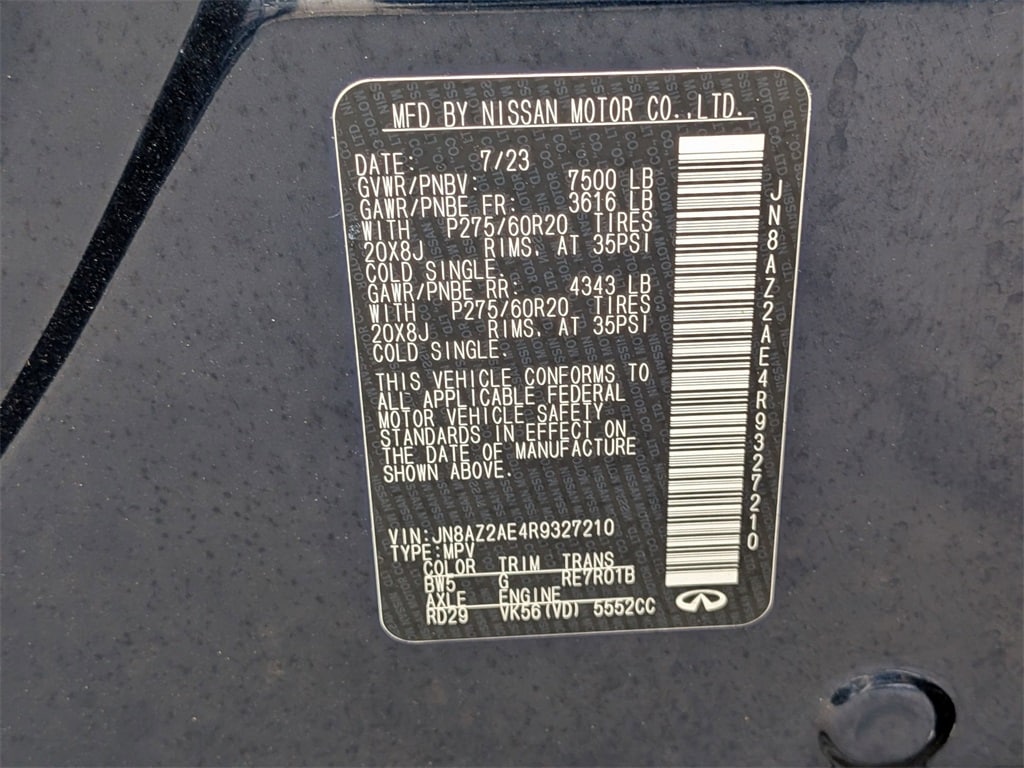 MFD BY NISSAN MOTOR CO.,LTD.
DATE: 7/23
GVWR/PNBV: 7500 LB
GAWR/PNBE FR: 3616 LB
WITH P275/60R20 TIRES
20X8J RIMS, AT 35PSI
COLD SINGLE.
GAWR/PNBE RR: 4343 LB
WITH P275/60R20 TIRES
20X8J RIMS, AT 35PSI
COLD SINGLE.
THIS VEHICLE CONFORMS TO
ALL APPLICABLE FEDERAL
MOTOR VEHICLE SAFETY
STANDARDS IN EFFECT ON
THE DATE OF MANUFACTURE
SHOWN ABOVE.
VIN:JN8AZ2AE4R9327210
TYPE:MPV
COLOR TRIM TRANS
BW5 G RE7R01B
AXLE ENGINE
RD29 VK56(VD) 5552CC
JN8AZ2AE4R9327210